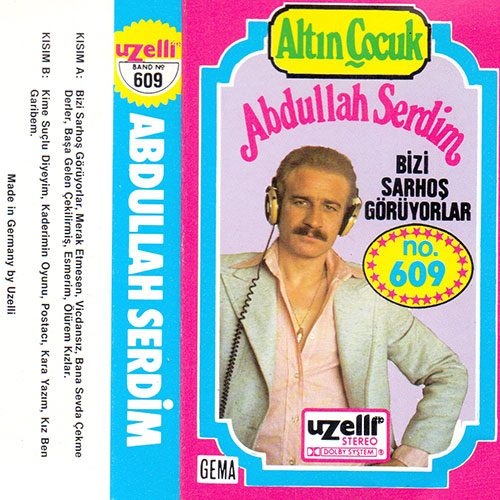 KISIM A: Bizi Sarhoş Görüyorlar, Merak Etmesen, Vicdansız, Bana Sevda Çekme
Derler, Başa Gelen Çekilirmiş, Esmerim, Ölürem Kızlar.
KISIM B: Kime Suçlu Diyeyim, Kaderimin Oyunu, Postacı, Kara Yazım, Kız Ben
Garibem.
Made in Germany by Uzelli
uzelli
BAND No
609
ABDULLAH SERDİM
Altın Çocuk
Abdullah Serdim
BİZİ
SARHOŞ
GÖRÜYORLAR
no.
609
uzelli
STEREO
DOLBY SYSTEM
GEMA